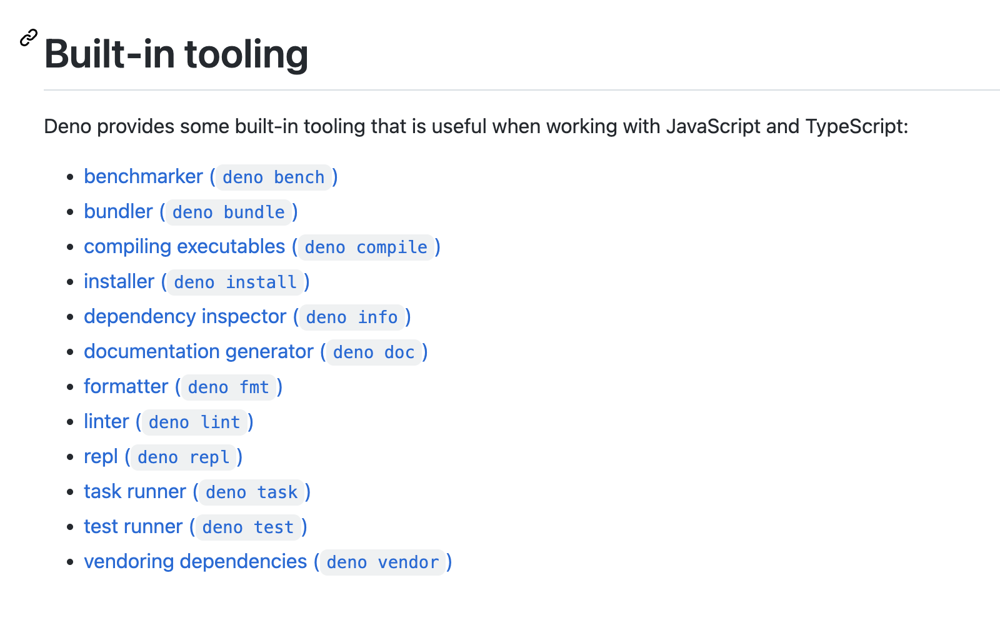 Built-in tooling
Deno provides some built-in tooling that is useful when working with JavaScript and TypeScript:
• benchmarker (deno bench)
• bundler (deno bundle)
• compiling executables (deno compile)
• installer (deno install)
• dependency inspector (deno info)
• documentation generator (deno doc)
• formatter (deno fmt)
• linter (deno lint)
• repl (deno repl)
• task runner (deno task)
• test runner (deno test)
• vendoring dependencies (deno vendor)